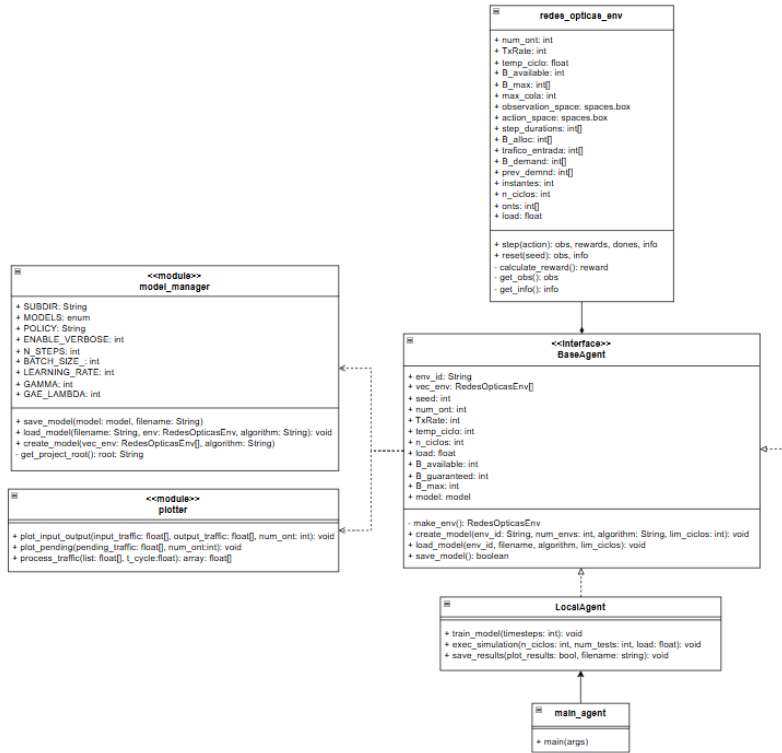 redes_opticas_env
+ num_ont: int
+ TxRate: int
+ temp_ciclo: float
+ B_available: int
+ B_max: int[]
+ max_cola: int
+ observation_space: spaces.box
+ action_space: spaces.box
+ step_durations: int[]
+ B_alloc: int[]
+ trafico_entrada: int[]
+ B_demand: int[]
+ prev_demnd: int[]
+ instantes: int
+ n_ciclos: int
+ onts: int[]
+ load: float
+ step(action): obs, rewards, dones, info
+ reset(seed): obs, info
- calculate_reward(): reward
- get_obs(): obs
- get_info(): info
<<module>>
model_manager
+ SUBDIR: String
+ MODELS: enum
+ POLICY: String
+ ENABLE_VERBOSE: int
+ N_STEPS: int
+ BATCH_SIZE_: int
+ LEARNING_RATE: int
+ GAMMA: int
+ GAE_LAMBDA: int
+ save_model(model: model, filename: String)
+ load_model(filename: String, env: RedesOpticasEnv, algorithm: String): void
+ create_model(vec_env: RedesOpticasEnv[], algorithm: String)
- get_project_root(): root: String
<<module>>
plotter
+ plot_input_output(input_traffic: float[], output_traffic: float[], num_ont: int): void
+ plot_pending(pending_traffic: float[], num_ont:int): void
+ process_traffic(list: float[], t_cycle:float): array: float[]
<<Interface>>
BaseAgent
+ env_id: String
+ vec_env: RedesOpticasEnv[]
+ seed: int
+ num_ont: int
+ TxRate: int
+ temp_ciclo: int
+ n_ciclos: int
+ load: float
+ B_available: int
+ B_guaranteed: int
+ B_max: int
+ model: model
- make_env(): RedesOpticasEnv
+ create_model(env_id: String, num_envs: int, algorithm: String, lim_ciclos: int): void
+ load_model(env_id, filename, algorithm, lim_ciclos): void
+ save_model(): boolean
LocalAgent
+ train_model(timesteps: int): void
+ exec_simulation(n_ciclos: int, num_tests: int, load: float): void
+ save_results(plot_results: bool, filename: string): void
main_agent
+ main(args)